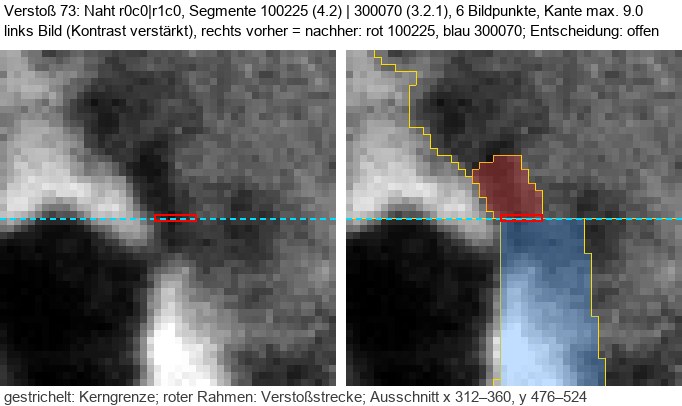 Verstoß 73: Naht r0c0|r1c0, Segmente 100225 (4.2) | 300070 (3.2.1), 6 Bildpunkte, Kante max. 9.0
links Bild (Kontrast verstärkt), rechts vorher = nachher: rot 100225, blau 300070; Entscheidung: offen
gestrichelt: Kerngrenze; roter Rahmen: Verstoßstrecke; Ausschnitt x 312–360, y 476–524